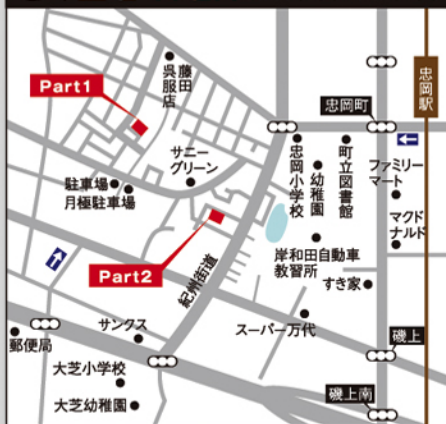 藤田
呉服店
Part1
忠岡駅
忠岡町
サニー
グリーン
忠岡小学校
幼稚園
町立図書館
ファミリー
マート
駐車場
月極駐車場
マクド
ナルド
Part2
紀州街道
岸和田自動車
教習所
すき家
スーパー万代
サンクス
郵便局
磯上
大芝小学校
大芝幼稚園
磯上南